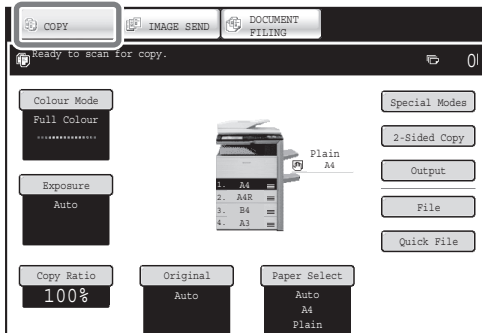 COPY
IMAGE SEND
DOCUMENT
FILING
Ready to scan for copy.
0
Colour Mode
Full Colour
Special Modes
2-Sided Copy
Plain
A4
Output
Exposure
Auto
1. A4
2. A4R
3. B4
4. A3
File
Quick File
Copy Ratio
100%
Original
Auto
Paper Select
Auto
A4
Plain